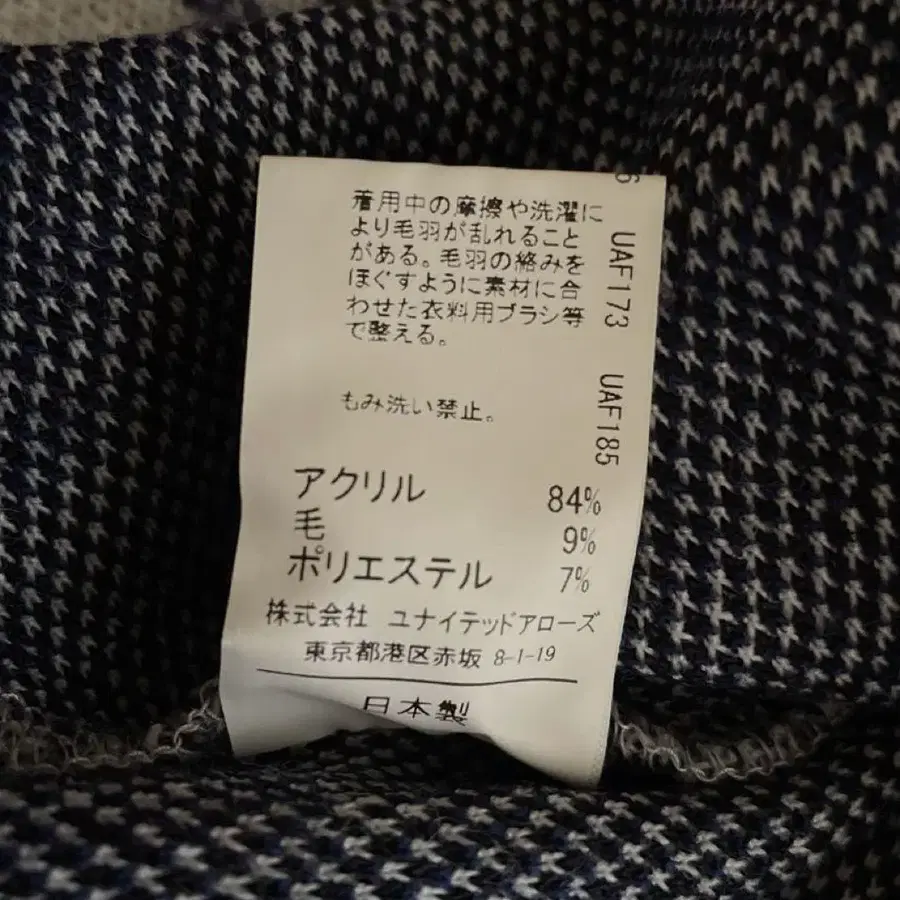 着用中の摩擦や洗濯に
より毛羽が乱れること
がある。毛羽の絡みを
ほぐすように素材に合
わせた衣料用ブラシ等
で整える。
もみ洗い禁止。
UAF173
UAF185
アクリル 84%
毛 9%
ポリエステル 7%
株式会社 ユナイテッドアローズ
東京都港区赤坂 8-1-19
日本製